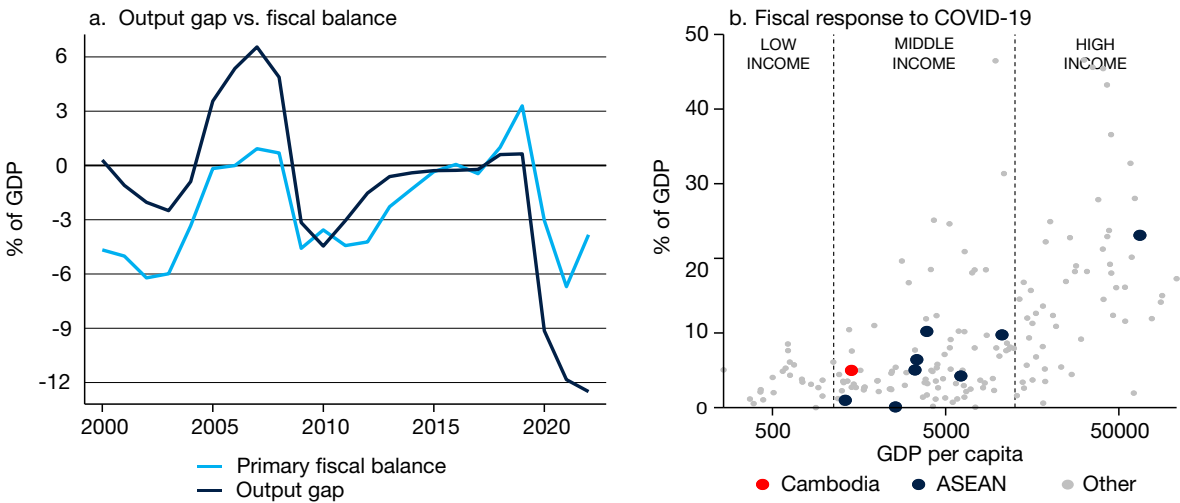 a. Output gap vs. fiscal balance
% of GDP
6
3
0
-3
-6
-9
-12
2000 2005 2010 2015 2020
Primary fiscal balance
Output gap
b. Fiscal response to COVID-19
% of GDP
50
40
30
20
10
0
LOW
INCOME
MIDDLE
INCOME
HIGH
INCOME
500 5000 50000
GDP per capita
Cambodia ASEAN Other